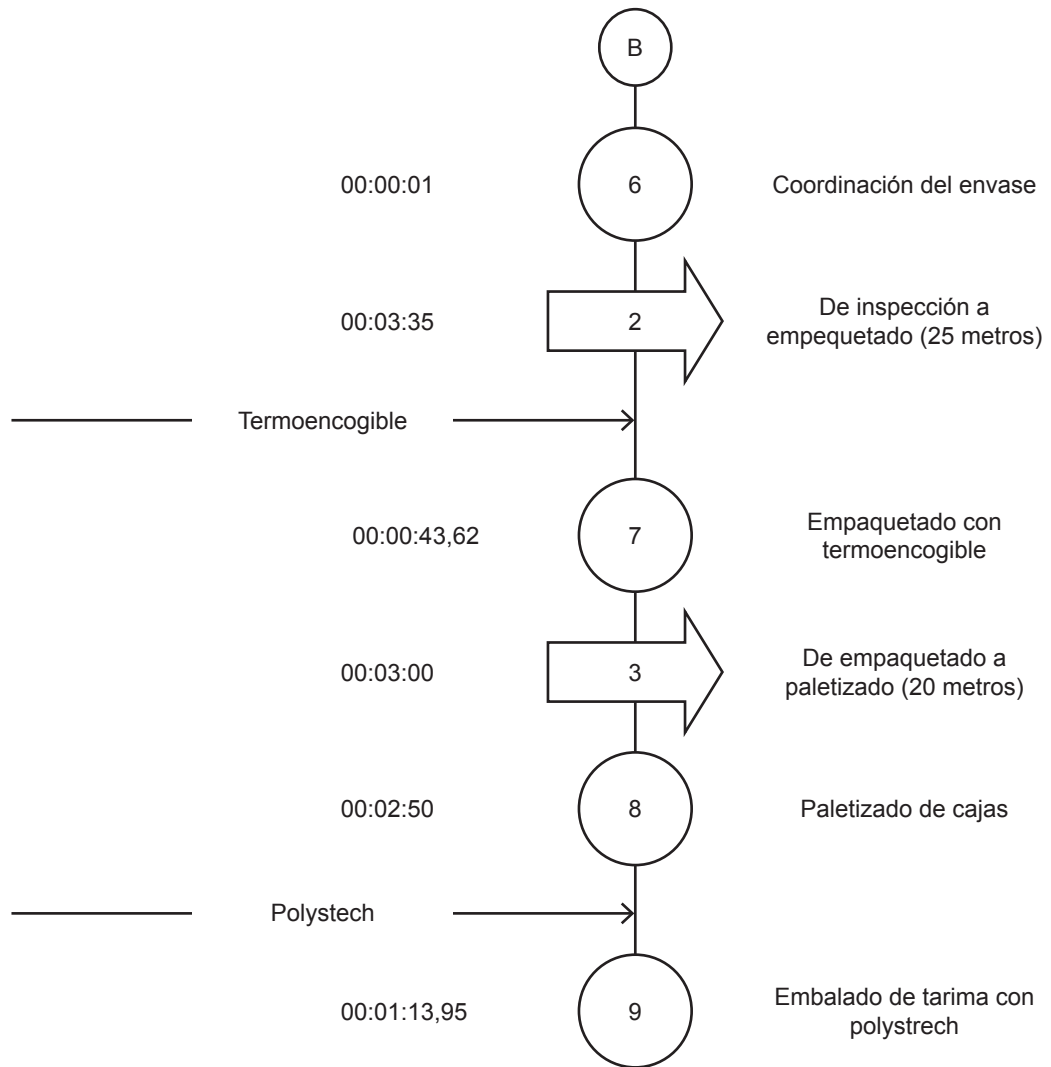 B
00:00:01
6
Coordinación del envase
00:03:35
2
De inspección a
empequetado (25 metros)
Termoencogible
00:00:43,62
7
Empaquetado con
termoencogible
00:03:00
3
De empaquetado a
paletizado (20 metros)
00:02:50
8
Paletizado de cajas
Polystech
00:01:13,95
9
Embalado de tarima con
polystrech